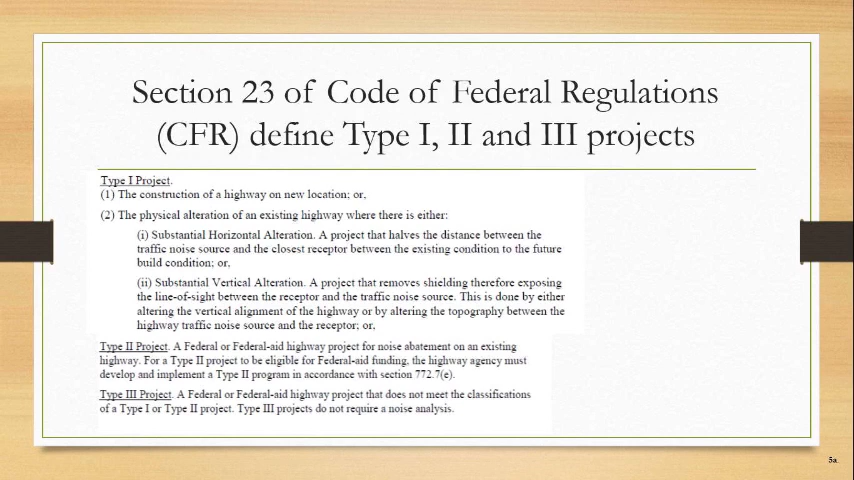 Section 23 of Code of Federal Regulations
(CFR) define Type I, II and III projects
Type I Project.
(1) The construction of a highway on new location; or,
(2) The physical alteration of an existing highway where there is either:
(i) Substantial Horizontal Alteration. A project that halves the distance between the
traffic noise source and the closest receptor between the existing condition to the future
build condition; or,
(ii) Substantial Vertical Alteration. A project that removes shielding therefore exposing
the line-of-sight between the receptor and the traffic noise source. This is done by either
altering the vertical alignment of the highway or by altering the topography between the
highway traffic noise source and the receptor; or,
Type II Project. A Federal or Federal-aid highway project for noise abatement on an existing
highway. For a Type II project to be eligible for Federal-aid funding, the highway agency must
develop and implement a Type II program in accordance with section 772.7(e).
Type III Project. A Federal or Federal-aid highway project that does not meet the classifications
of a Type I or Type II project. Type III projects do not require a noise analysis.
5a